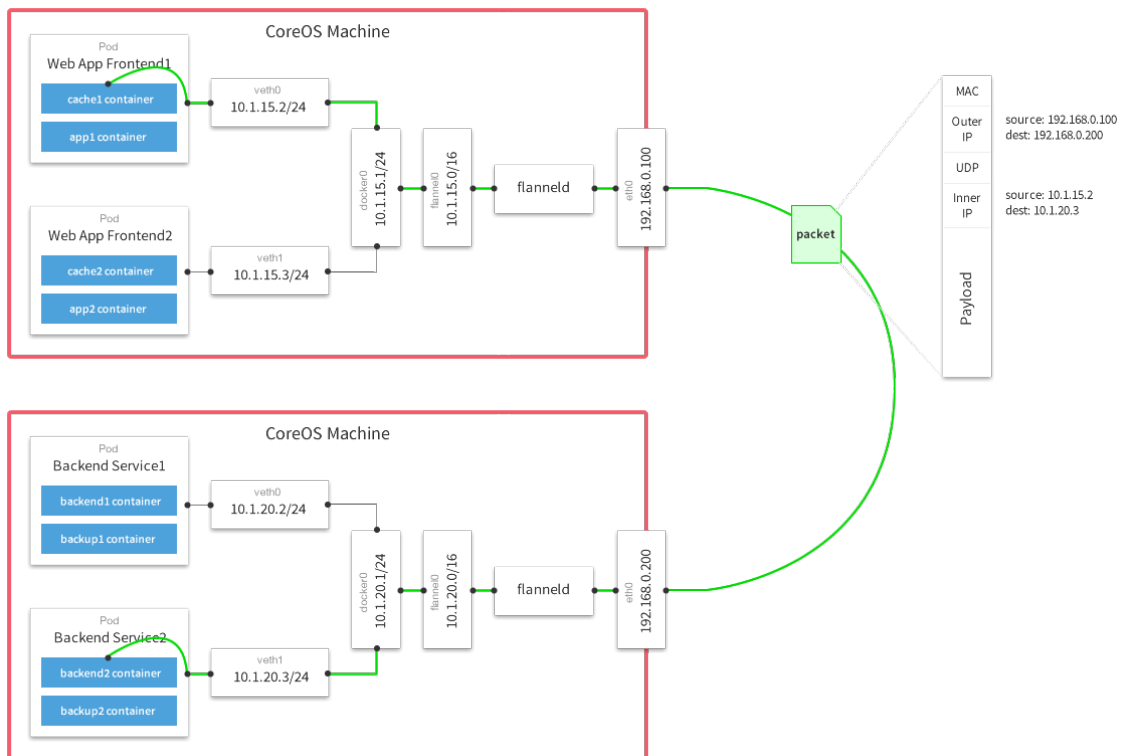 CoreOS Machine
Pod
Web App Frontend1
cache1 container
app1 container
veth0
10.1.15.2/24
Pod
Web App Frontend2
cache2 container
app2 container
veth1
10.1.15.3/24
docker0
10.1.15.1/24
flannel0
10.1.15.0/16
flanneld
eth0
192.168.0.100
packet
MAC
Outer
IP
source: 192.168.0.100
dest: 192.168.0.200
UDP
Inner
IP
source: 10.1.15.2
dest: 10.1.20.3
Payload
CoreOS Machine
Pod
Backend Service1
backend1 container
backup1 container
veth0
10.1.20.2/24
Pod
Backend Service2
backend2 container
backup2 container
veth1
10.1.20.3/24
docker0
10.1.20.1/24
flannel0
10.1.20.0/16
flanneld
eth0
192.168.0.200